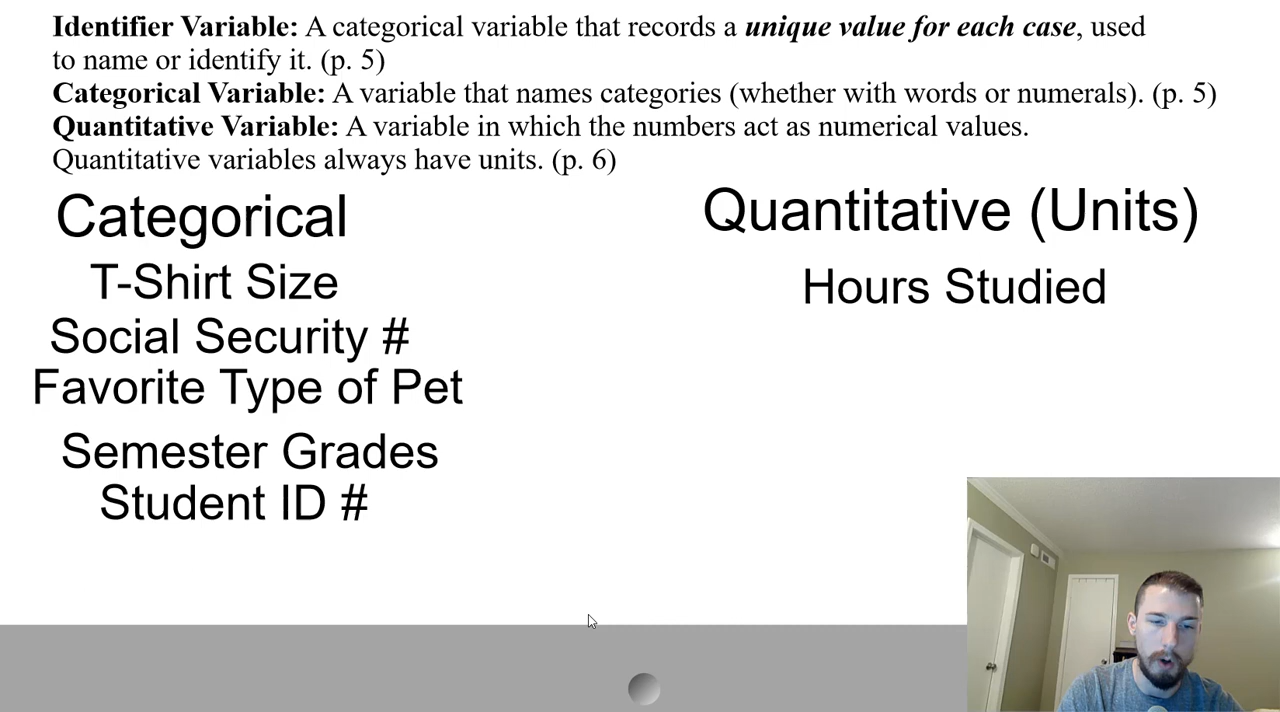 Identifier Variable: A categorical variable that records a unique value for each case, used
to name or identify it. (p. 5)
Categorical Variable: A variable that names categories (whether with words or numerals). (p. 5)
Quantitative Variable: A variable in which the numbers act as numerical values.
Quantitative variables always have units. (p. 6)
Categorical
T-Shirt Size
Social Security #
Favorite Type of Pet
Semester Grades
Student ID #
Quantitative (Units)
Hours Studied